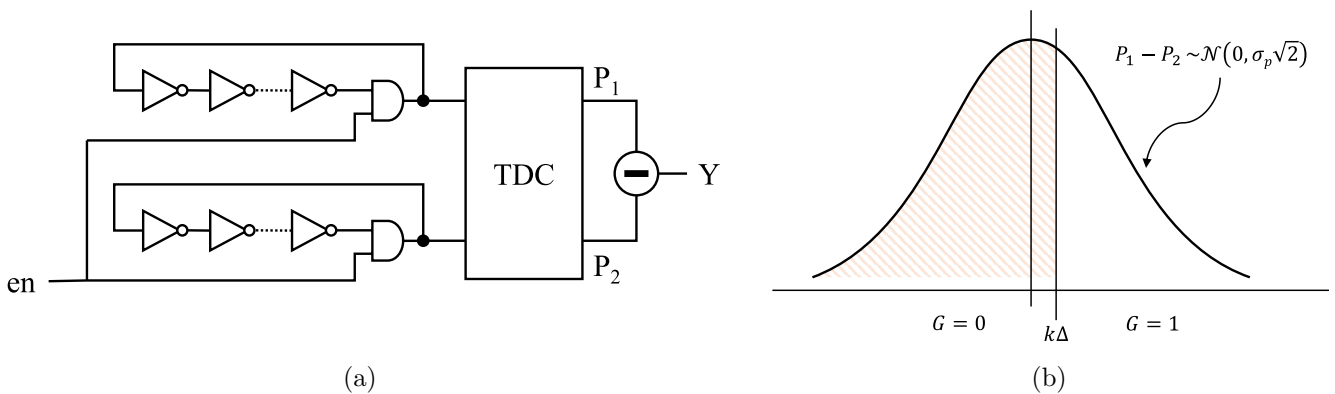 P₁
P₁ − P₂ ~ 𝒩(0, σₚ√2)
TDC
Y
P₂
en
G = 0
kΔ
G = 1
(a)
(b)